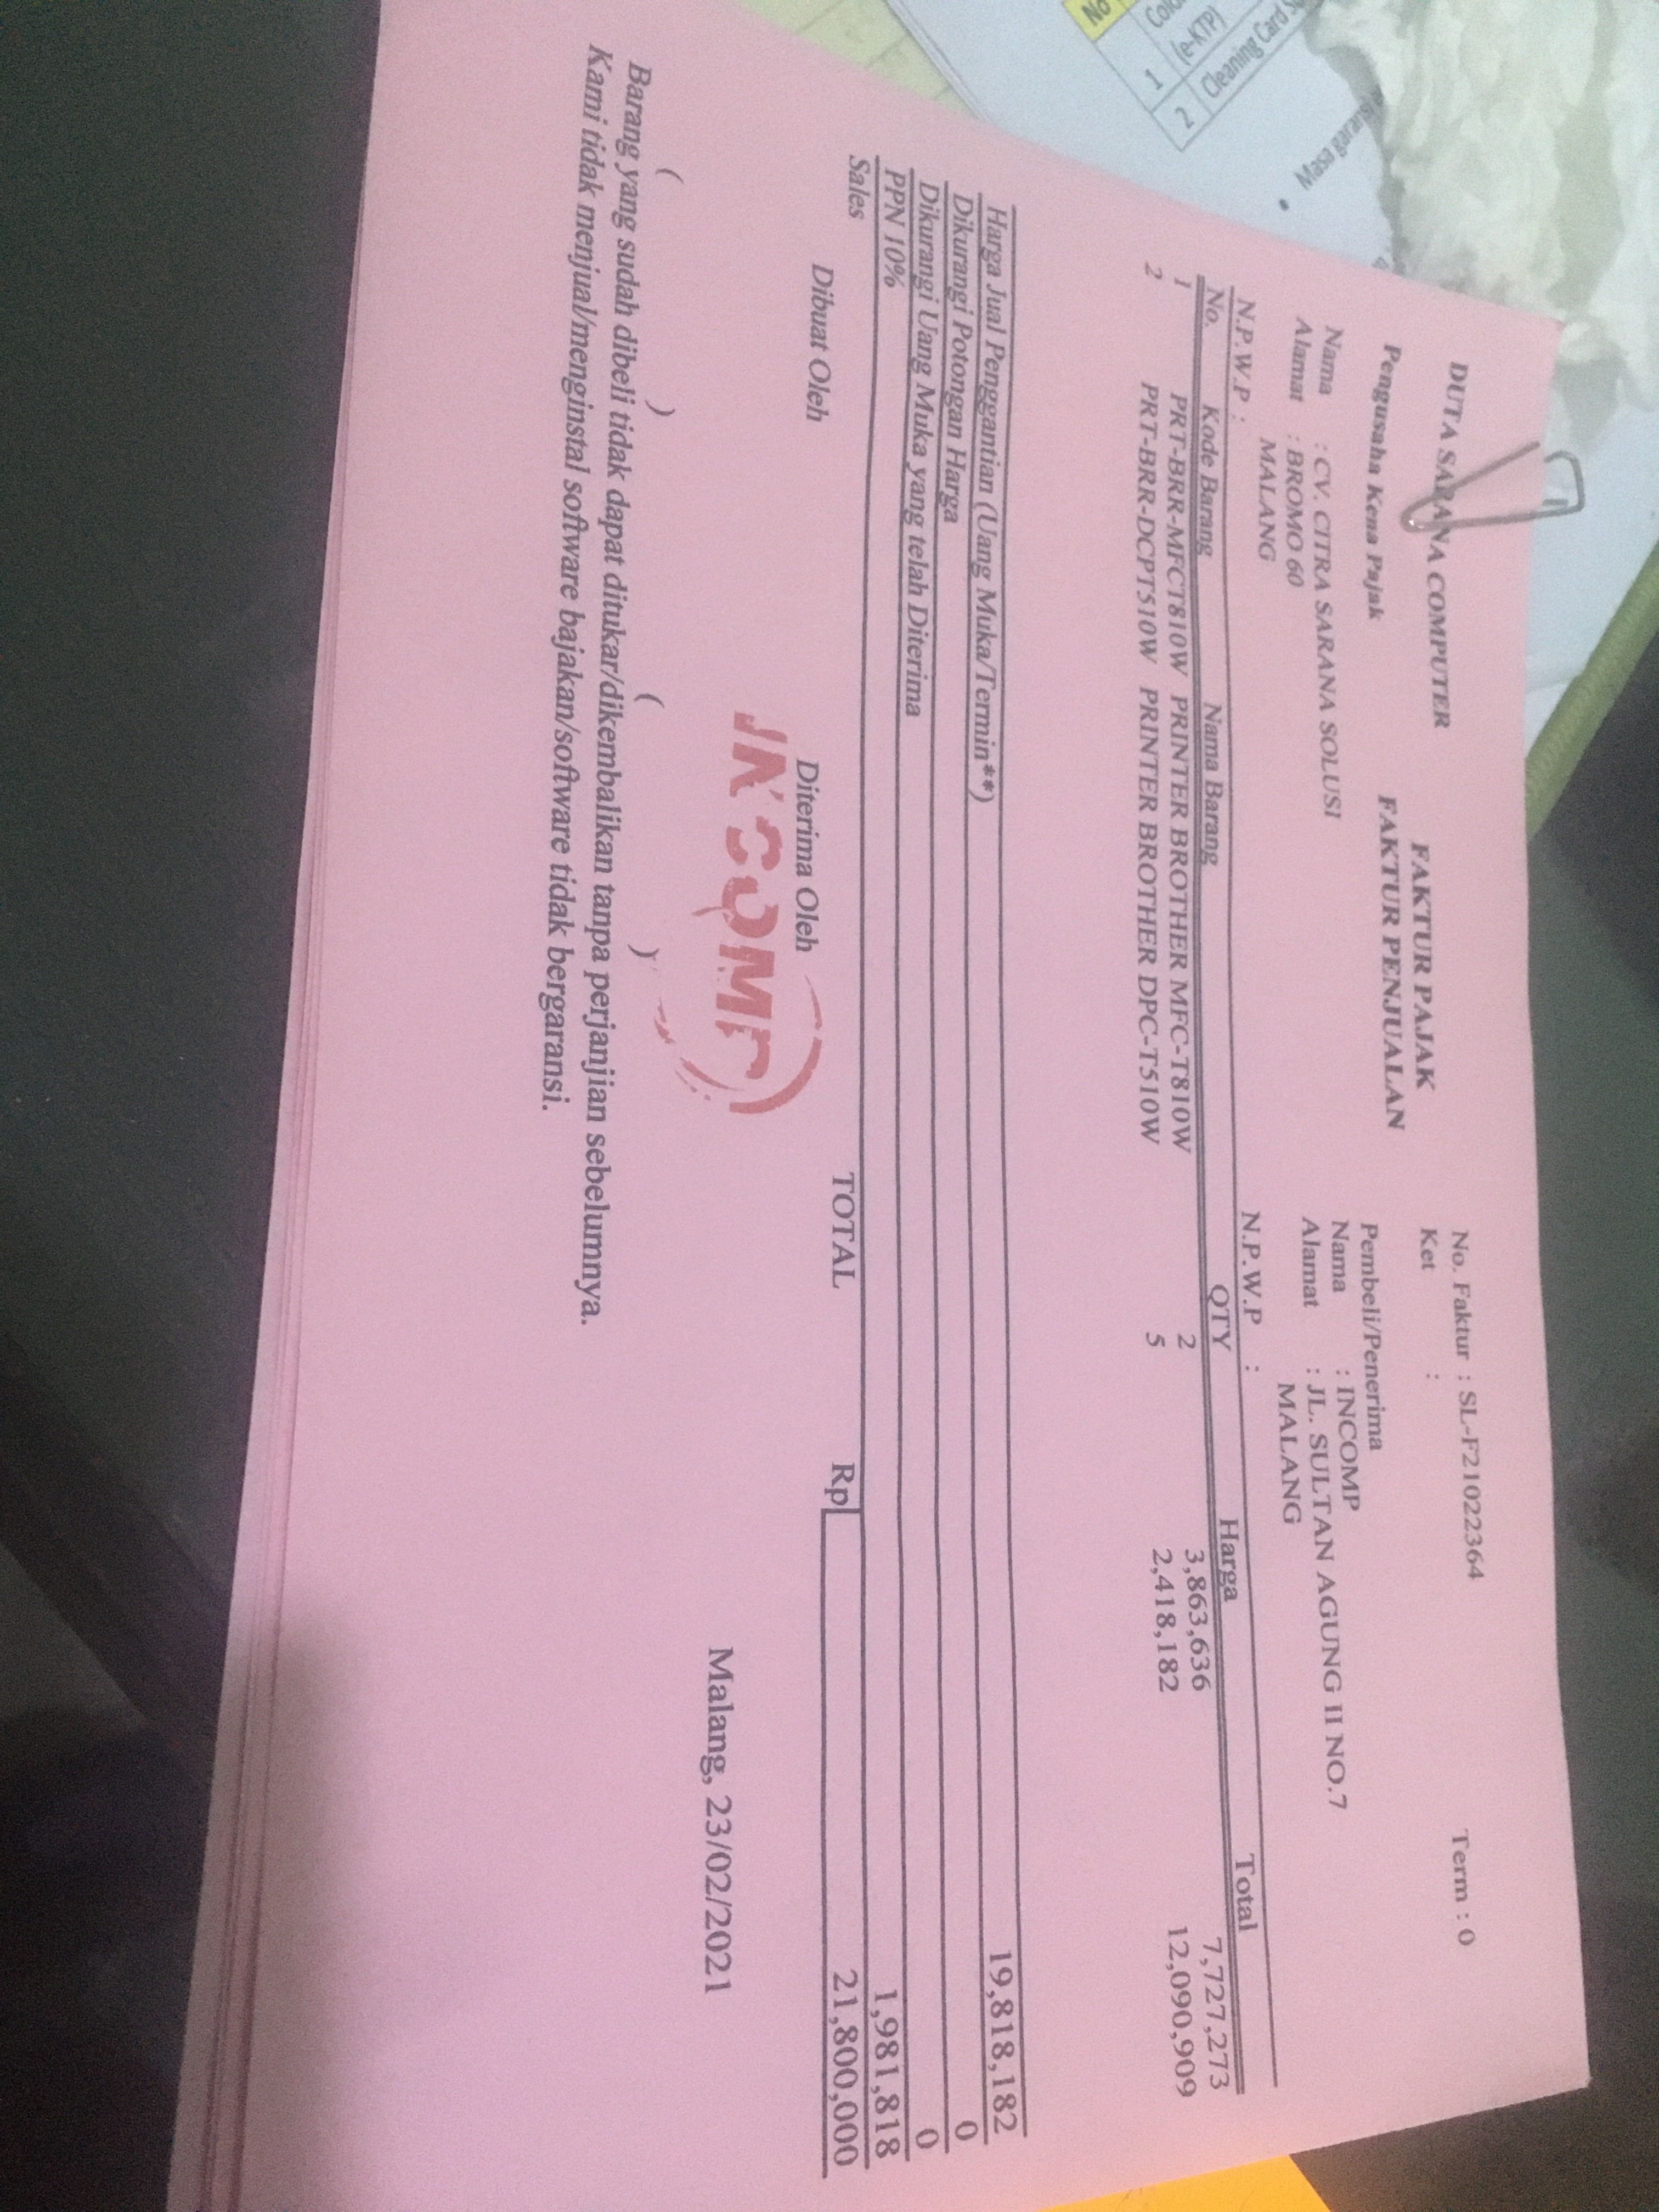 DUTA SARANA COMPUTER
FAKTUR PAJAK
FAKTUR PENJUALAN
No. Faktur : SL-F21022364
Term : 0
Ket :
Pengusaha Kena Pajak
Nama : CV. CITRA SARANA SOLUSI
Alamat : BROMO 60
MALANG
N.P.W.P :
Pembeli/Penerima
Nama : INCOMP
Alamat : JL. SULTAN AGUNG II NO.7
MALANG
N.P.W.P :
No. Kode Barang Nama Barang QTY Harga Total
1 PRT-BRR-MFCT810W PRINTER BROTHER MFC-T810W 2 3,863,636 7,727,273
2 PRT-BRR-DCPT510W PRINTER BROTHER DPC-T510W 5 2,418,182 12,090,909
Harga Jual Penggantian (Uang Muka/Termin**) 19,818,182
Dikurangi Potongan Harga 0
Dikurangi Uang Muka yang telah Diterima 0
PPN 10% 1,981,818
Sales TOTAL Rp 21,800,000
Dibuat Oleh Diterima Oleh
Malang, 23/02/2021
( ) ( )
Barang yang sudah dibeli tidak dapat ditukar/dikembalikan tanpa perjanjian sebelumnya.
Kami tidak menjual/menginstal software bajakan/software tidak bergaransi.
No
1
(e-KTP)
2 Cleaning Card
• Masa garansi